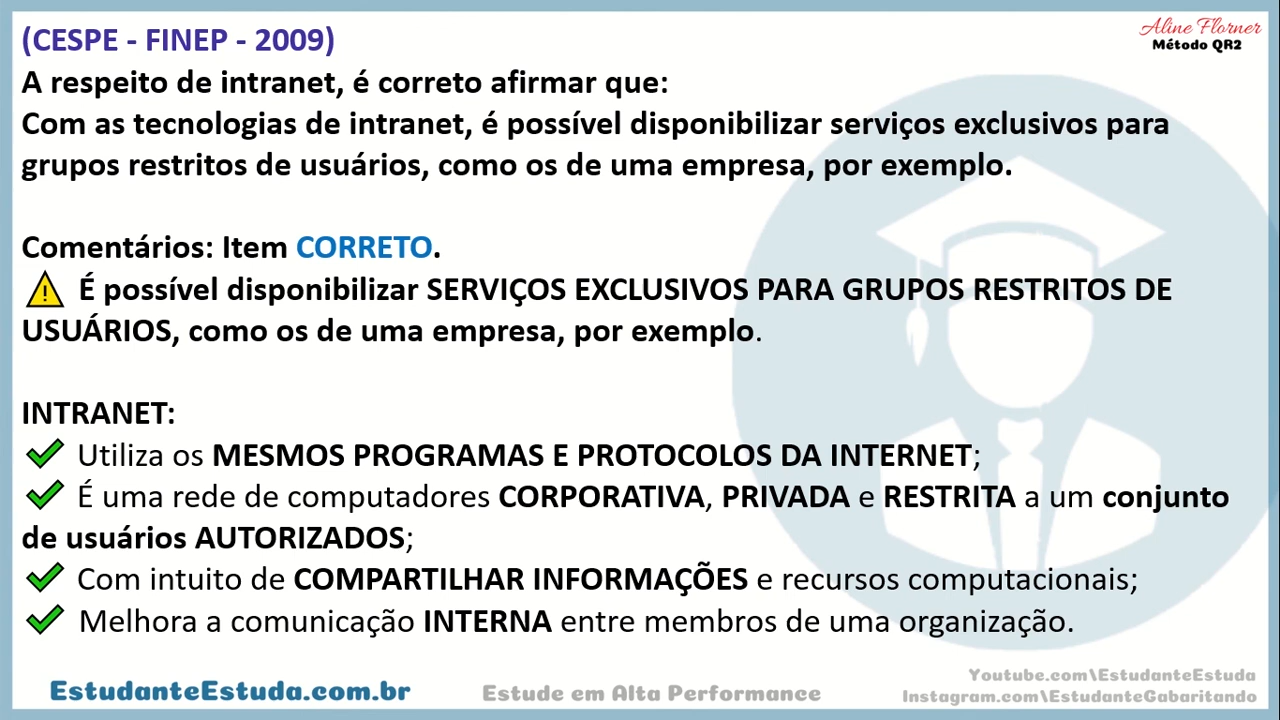 (CESPE - FINEP - 2009)
Aline Florner
Método QR2
A respeito de intranet, é correto afirmar que:
Com as tecnologias de intranet, é possível disponibilizar serviços exclusivos para
grupos restritos de usuários, como os de uma empresa, por exemplo.
Comentários: Item CORRETO.
É possível disponibilizar SERVIÇOS EXCLUSIVOS PARA GRUPOS RESTRITOS DE
USUÁRIOS, como os de uma empresa, por exemplo.
INTRANET:
Utiliza os MESMOS PROGRAMAS E PROTOCOLOS DA INTERNET;
É uma rede de computadores CORPORATIVA, PRIVADA e RESTRITA a um conjunto
de usuários AUTORIZADOS;
Com intuito de COMPARTILHAR INFORMAÇÕES e recursos computacionais;
Melhora a comunicação INTERNA entre membros de uma organização.
EstudanteEstuda.com.br
Estude em Alta Performance
Youtube.com\EstudanteEstuda
Instagram.com\EstudanteGabaritando